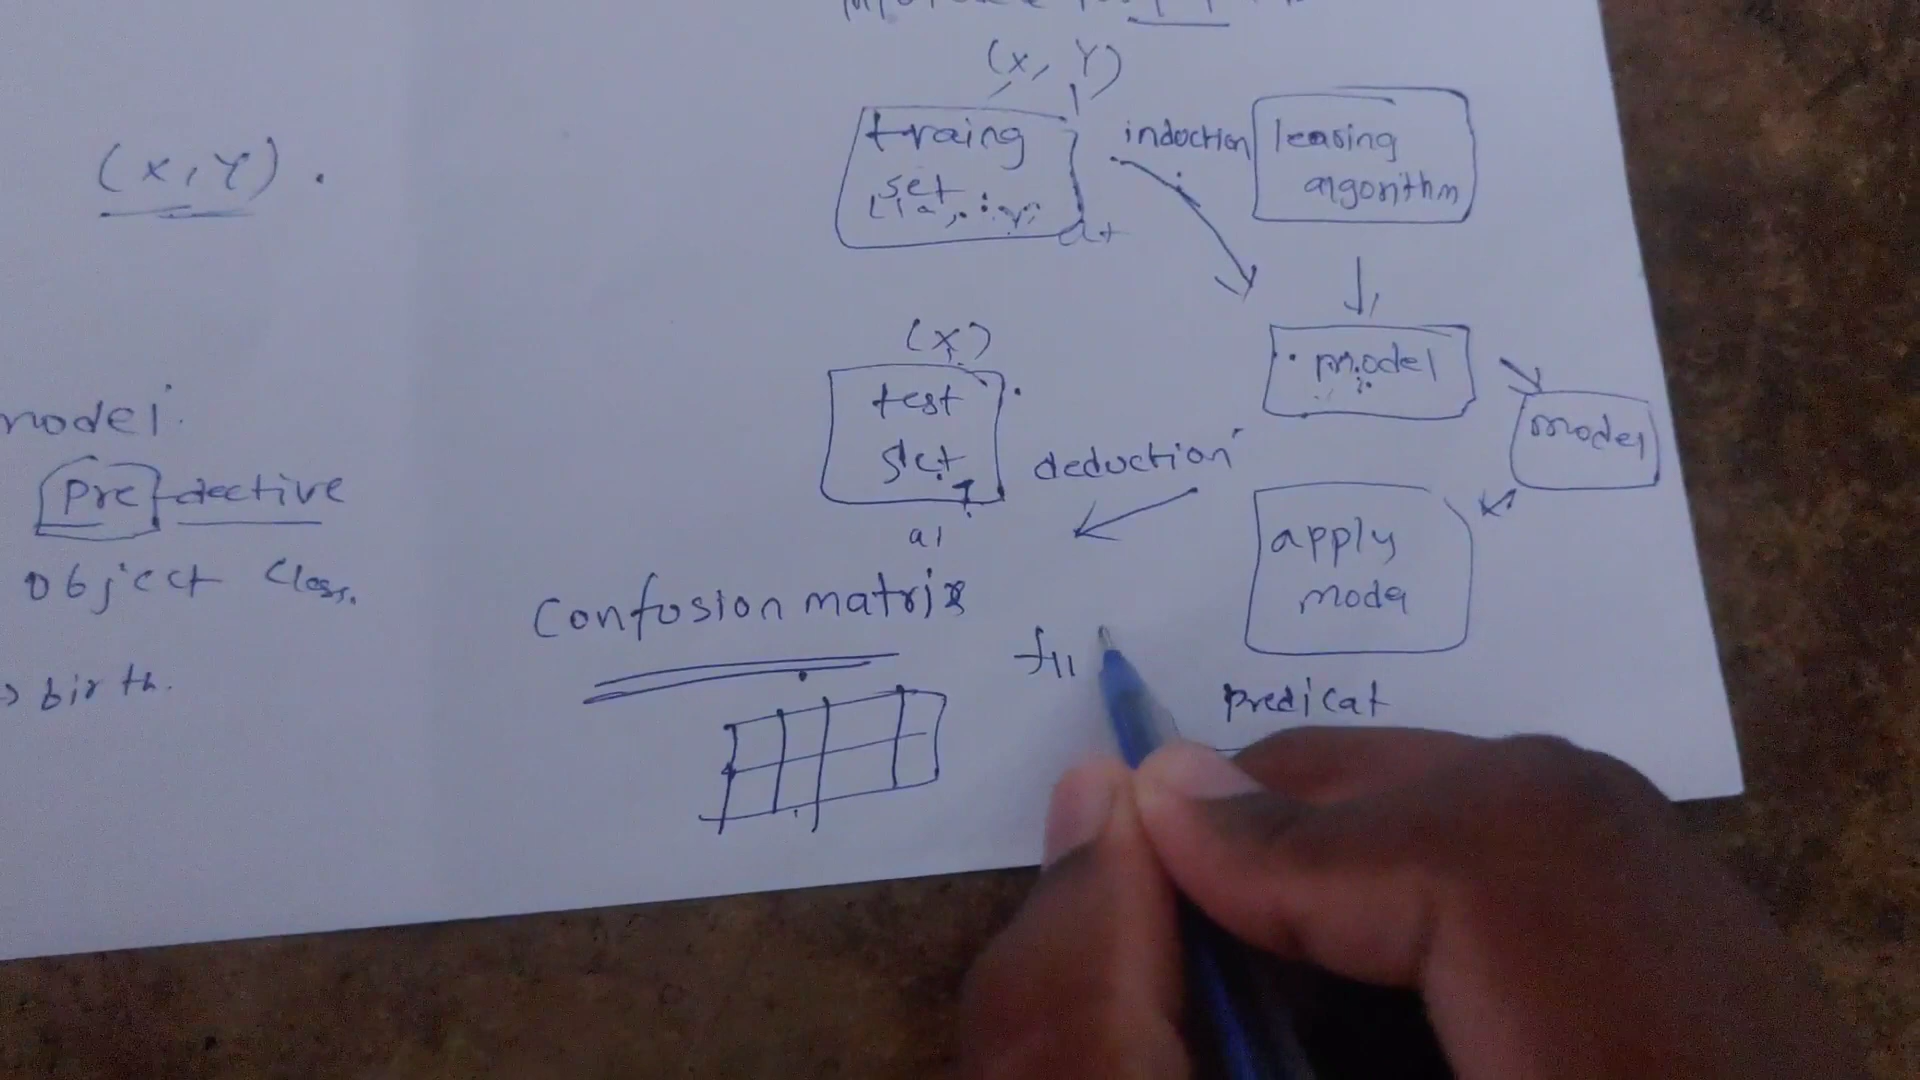 (X, Y)
(X, Y).
traing
set
induction
leasing
algorithm
(X)
model
test
set
deduction
model
model:
Pre-dective
object class.
apply
mode
a1
Confusion matrix
f11
→ birth.
predicat